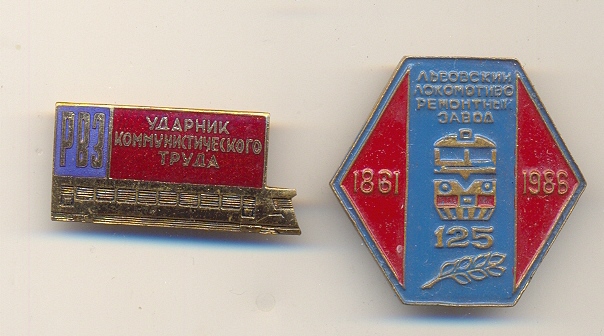 РВЗ
УДАРНИК
КОММУНИСТИЧЕСКОГО
ТРУДА
ЛЬВОВСКИЙ
ЛОКОМОТИВО
РЕМОНТНЫЙ
ЗАВОД
1861
1986
125